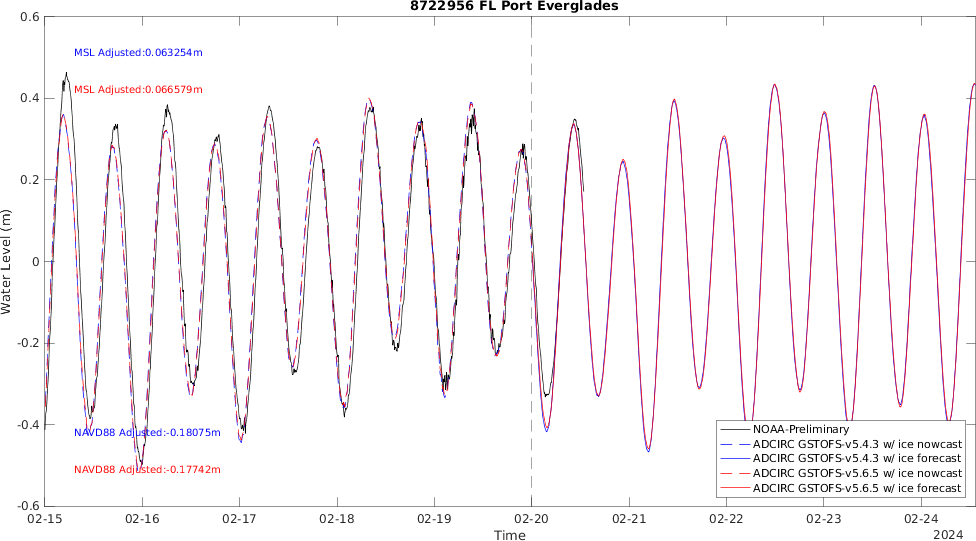 8722956 FL Port Everglades
0.6
MSL Adjusted:0.063254m
MSL Adjusted:0.066579m
0.4
0.2
0
-0.2
-0.4
-0.6
Water Level (m)
NAVD88 Adjusted:-0.18075m
NAVD88 Adjusted:-0.17742m
NOAA-Preliminary
ADCIRC GSTOFS-v5.4.3 w/ ice nowcast
ADCIRC GSTOFS-v5.4.3 w/ ice forecast
ADCIRC GSTOFS-v5.6.5 w/ ice nowcast
ADCIRC GSTOFS-v5.6.5 w/ ice forecast
02-15 02-16 02-17 02-18 02-19 02-20 02-21 02-22 02-23 02-24
Time
2024